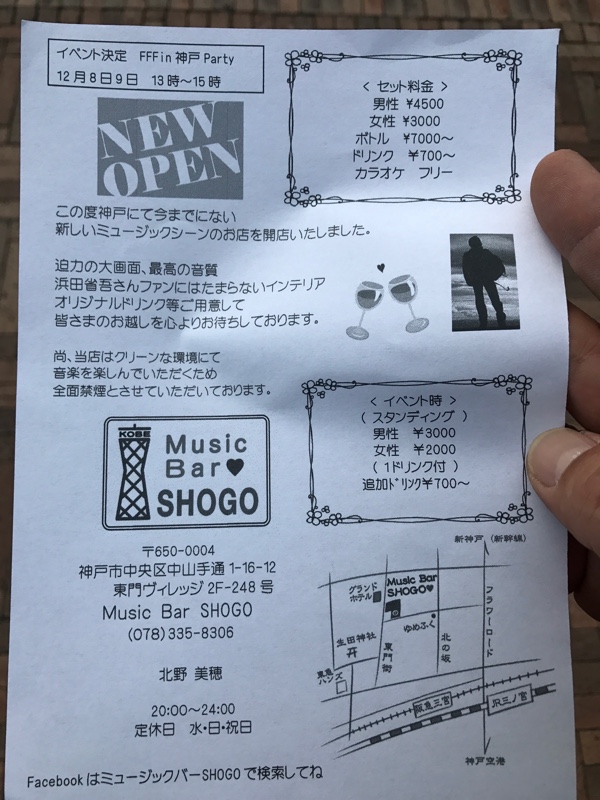 イベント決定 FFFin神戸Party
12月8日9日 13時～15時
NEW
OPEN
< セット料金 >
男性 ¥4500
女性 ¥3000
ボトル ¥7000～
ドリンク ¥700～
カラオケ フリー
この度神戸にて今までにない
新しいミュージックシーンのお店を開店いたしました。
迫力の大画面、最高の音質
浜田省吾さんファンにはたまらないインテリア
オリジナルドリンク等ご用意して
皆さまのお越しを心よりお待ちしております。
尚、当店はクリーンな環境にて
音楽を楽しんでいただくため
全面禁煙とさせていただいております。
< イベント時 >
( スタンディング )
男性 ¥3000
女性 ¥2000
( 1ドリンク付 )
追加ﾄﾞﾘﾝｸ¥700～
KOBE
Music
Bar♥
SHOGO
〒650-0004
神戸市中央区中山手通 1-16-12
東門ヴィレッジ 2F-248 号
Music Bar SHOGO
(078)335-8306
北野 美穂
20:00～24:00
定休日 水・日・祝日
新神戸 (新幹線)
グランド
ホテル
Music Bar
SHOGO♥
ゆめふく
生田神社
東門街
北の坂
フラワーロード
東急
ハンズ
阪急三宮
JR三ノ宮
神戸空港
FacebookはミュージックバーSHOGOで検索してね